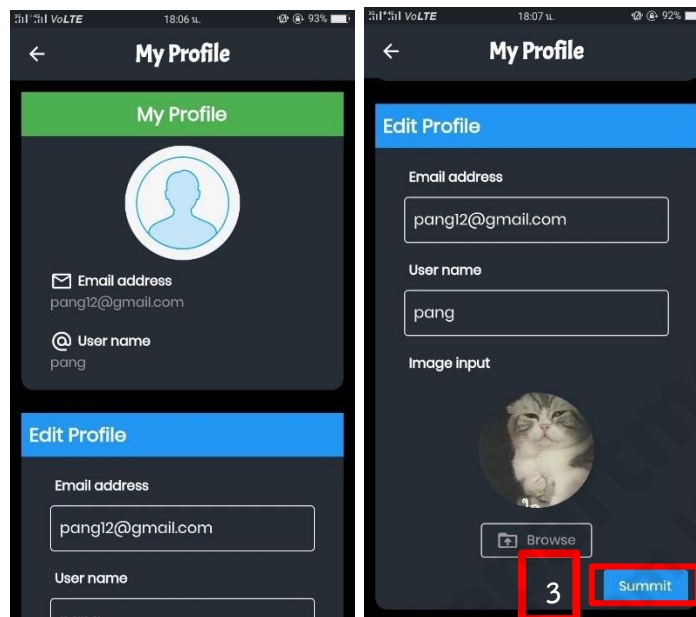 VoLTE 18:06 น. 93%
My Profile
My Profile
Email address
pang12@gmail.com
@ User name
pang
Edit Profile
Email address
pang12@gmail.com
User name
VoLTE 18:07 น. 92%
My Profile
Edit Profile
Email address
pang12@gmail.com
User name
pang
Image input
Browse
3
Summit